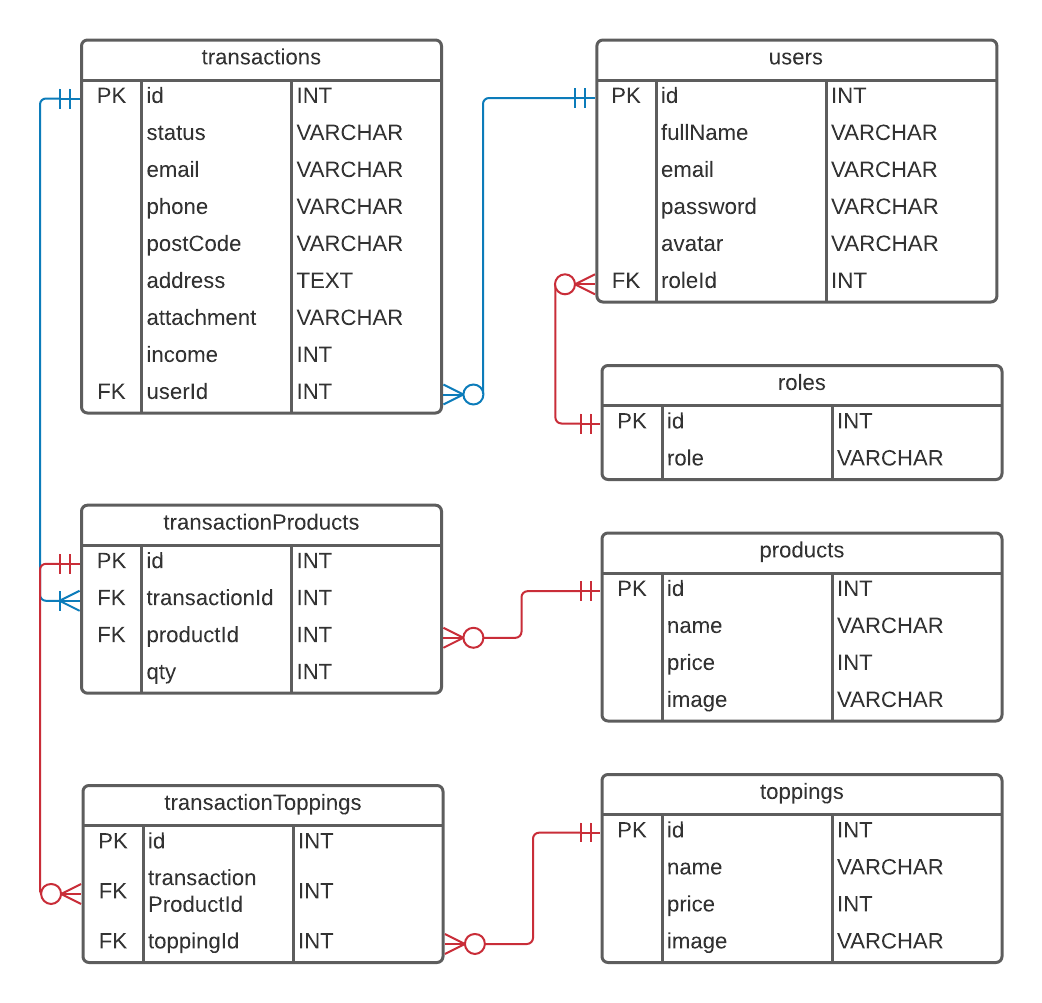 transactions
PK id INT
status VARCHAR
email VARCHAR
phone VARCHAR
postCode VARCHAR
address TEXT
attachment VARCHAR
income INT
FK userId INT
users
PK id INT
fullName VARCHAR
email VARCHAR
password VARCHAR
avatar VARCHAR
FK roleId INT
roles
PK id INT
role VARCHAR
transactionProducts
PK id INT
FK transactionId INT
FK productId INT
qty INT
products
PK id INT
name VARCHAR
price INT
image VARCHAR
transactionToppings
PK id INT
FK transaction INT
ProductId
FK toppingId INT
toppings
PK id INT
name VARCHAR
price INT
image VARCHAR